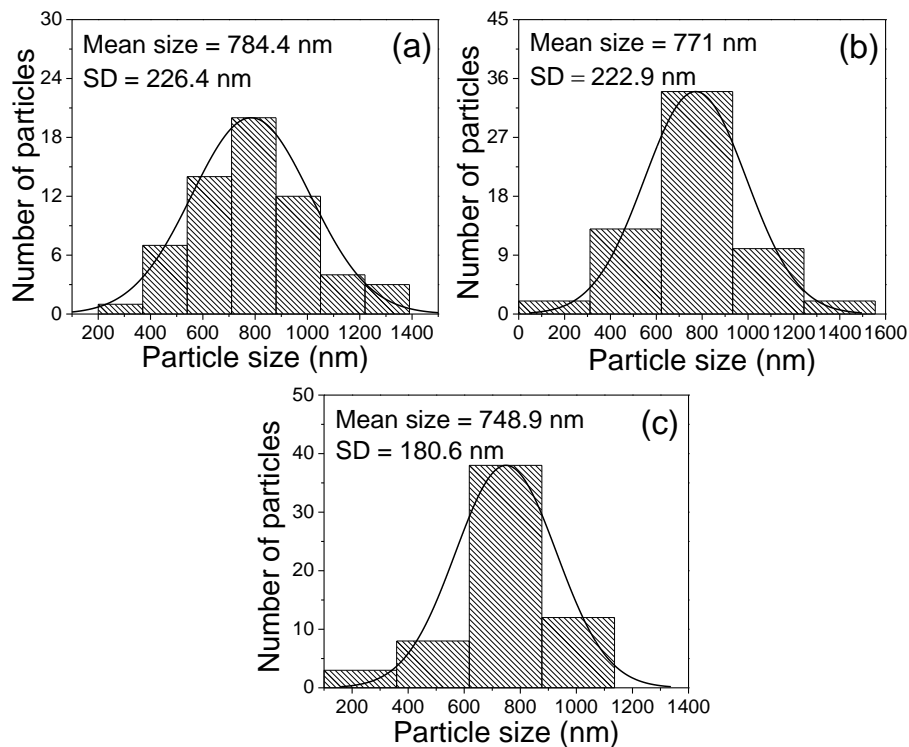 Mean size = 784.4 nm
SD = 226.4 nm
(a)
Number of particles
30
24
18
12
6
0
200 400 600 800 1000 1200 1400
Particle size (nm)
Mean size = 771 nm
SD = 222.9 nm
(b)
Number of particles
45
36
27
18
9
0
0 200 400 600 800 1000 1200 1400 1600
Particle size (nm)
Mean size = 748.9 nm
SD = 180.6 nm
(c)
Number of particles
50
40
30
20
10
0
200 400 600 800 1000 1200 1400
Particle size (nm)